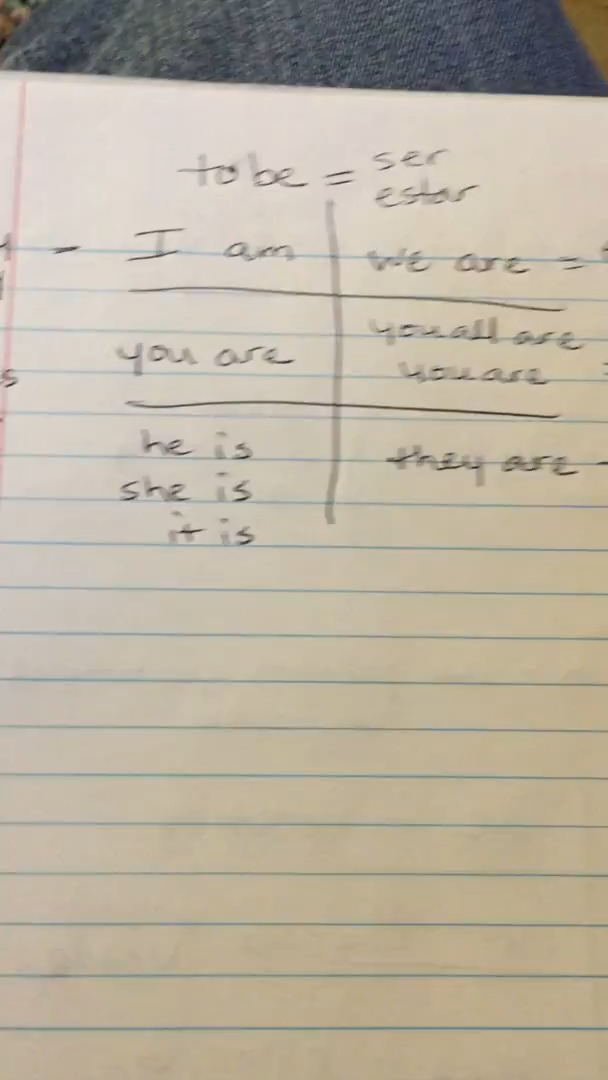 to be = ser
estar
- I am
we are =
you all are
you are
you are
he is
they are -
she is
it is